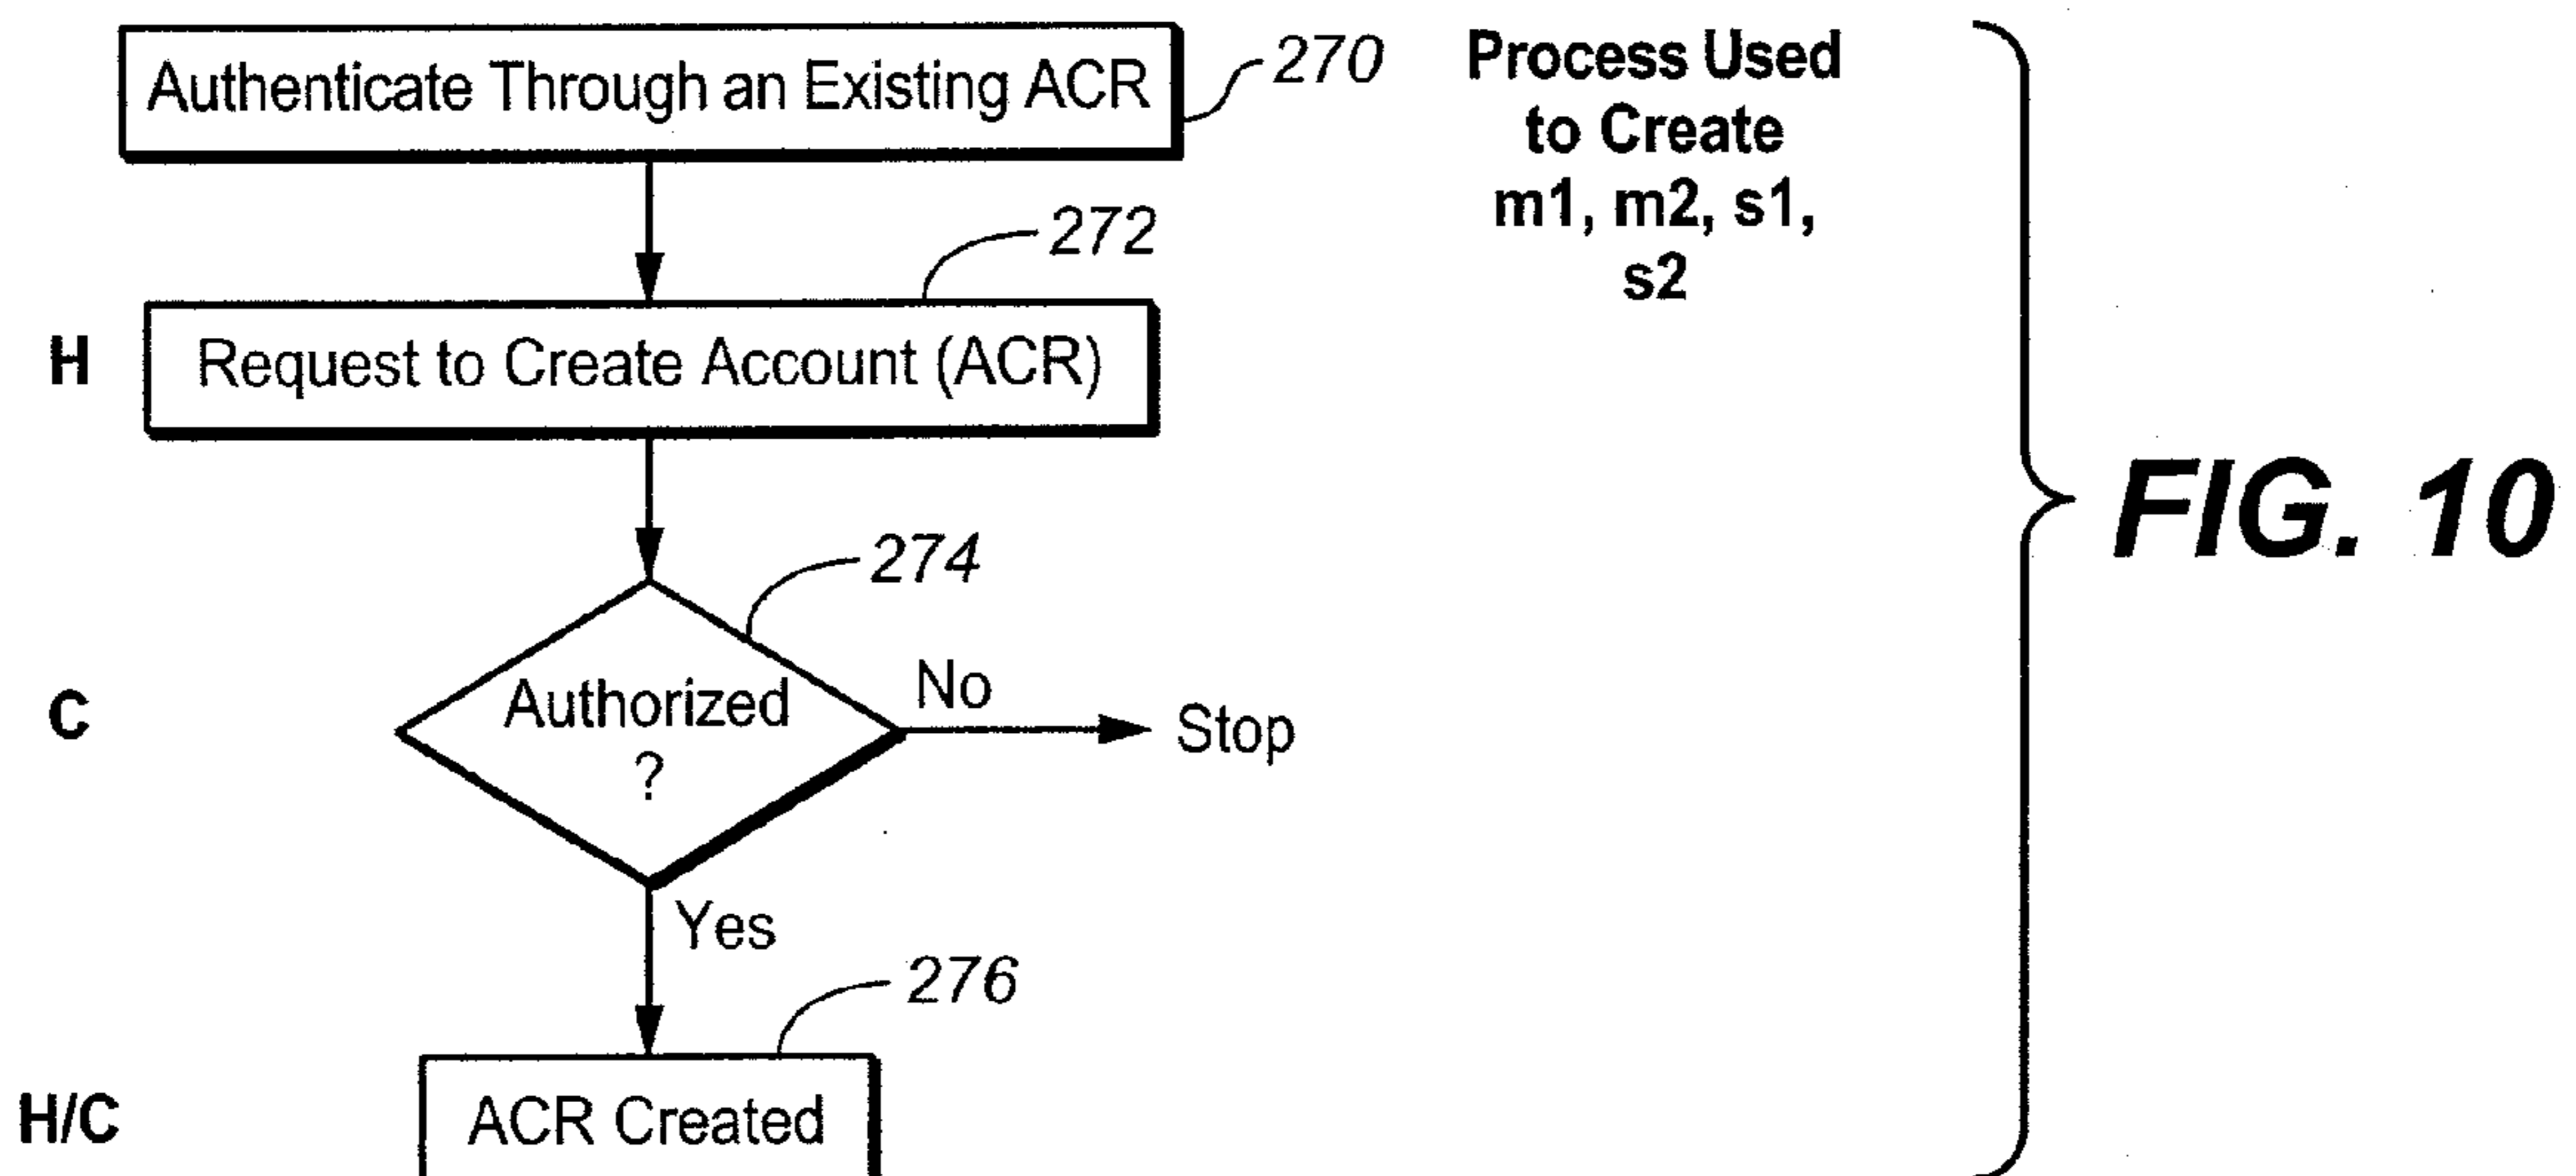 Authenticate Through an Existing ACR
270
Process Used
to Create
m1, m2, s1,
s2
272
H
Request to Create Account (ACR)
FIG. 10
274
C
Authorized
?
No
Stop
Yes
276
H/C
ACR Created